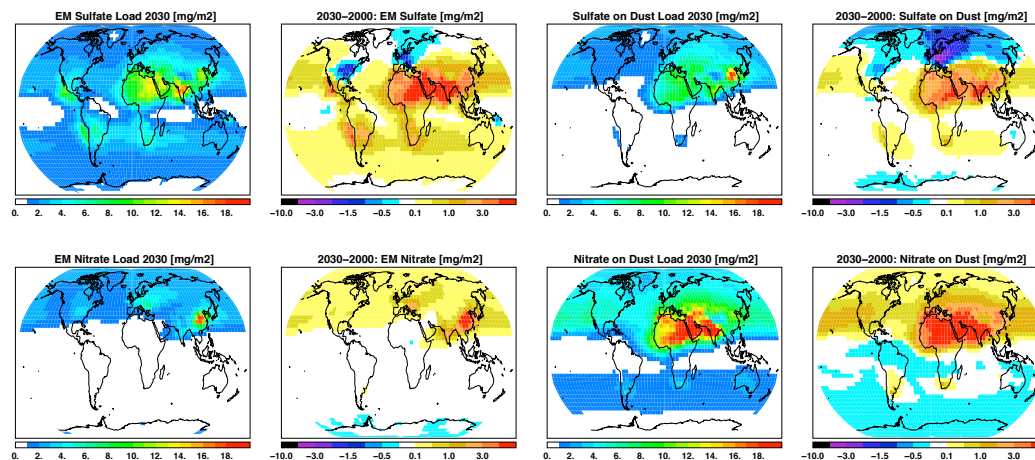 EM Sulfate Load 2030 [mg/m2]
2030−2000: EM Sulfate [mg/m2]
Sulfate on Dust Load 2030 [mg/m2]
2030−2000: Sulfate on Dust [mg/m2]
0. 2. 4. 6. 8. 10. 12. 14. 16. 18.
−10.0 −3.0 −1.5 −0.5 0.1 1.0 3.0
0. 2. 4. 6. 8. 10. 12. 14. 16. 18.
−10.0 −3.0 −1.5 −0.5 0.1 1.0 3.0
EM Nitrate Load 2030 [mg/m2]
2030−2000: EM Nitrate [mg/m2]
Nitrate on Dust Load 2030 [mg/m2]
2030−2000: Nitrate on Dust [mg/m2]
0. 2. 4. 6. 8. 10. 12. 14. 16. 18.
−10.0 −3.0 −1.5 −0.5 0.1 1.0 3.0
0. 2. 4. 6. 8. 10. 12. 14. 16. 18.
−10.0 −3.0 −1.5 −0.5 0.1 1.0 3.0